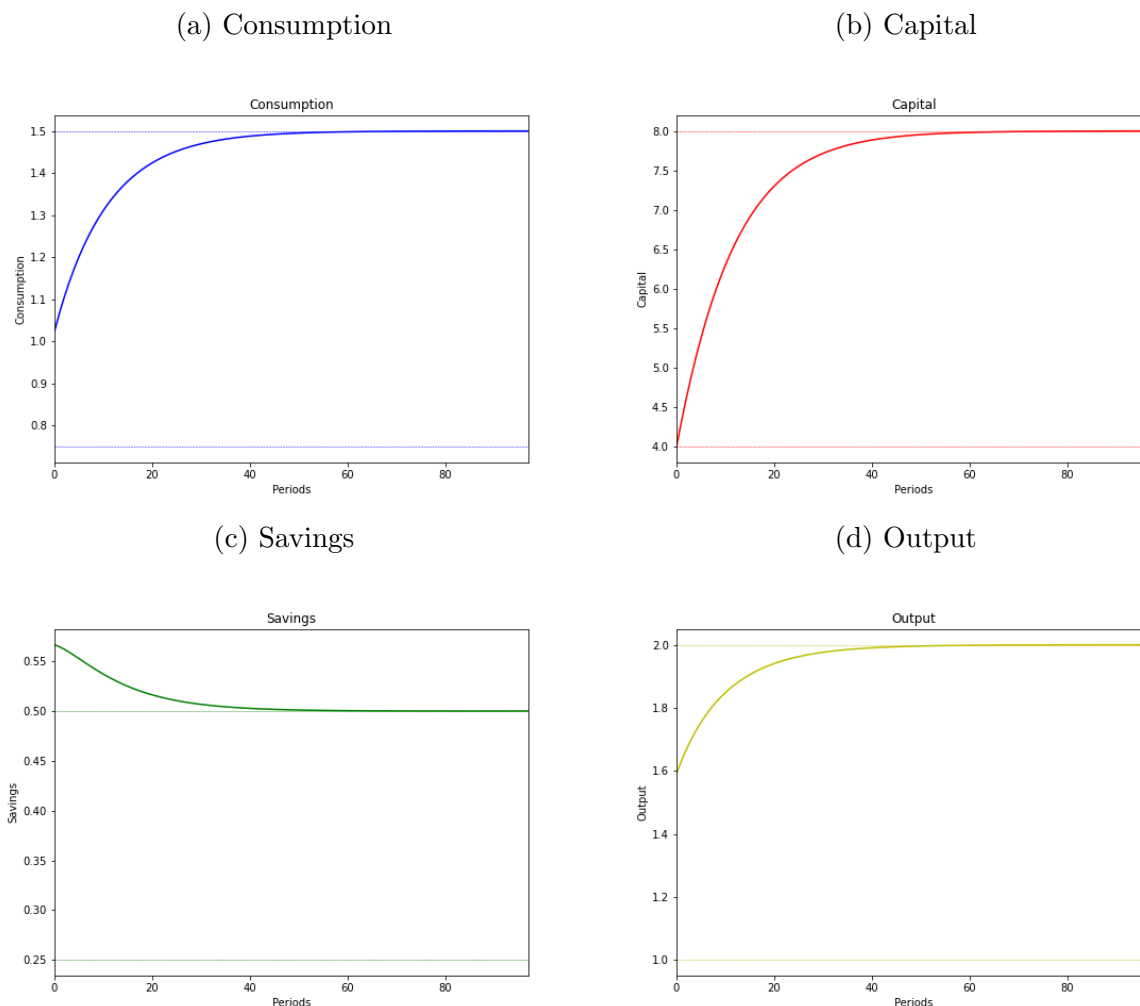 (a) Consumption
Consumption
Consumption
1.5
1.4
1.3
1.2
1.1
1.0
0.9
0.8
0 20 40 60 80
Periods
(b) Capital
Capital
Capital
8.0
7.5
7.0
6.5
6.0
5.5
5.0
4.5
4.0
0 20 40 60 80
Periods
(c) Savings
Savings
Savings
0.55
0.50
0.45
0.40
0.35
0.30
0.25
0 20 40 60 80
Periods
(d) Output
Output
Output
2.0
1.8
1.6
1.4
1.2
1.0
0 20 40 60 80
Periods